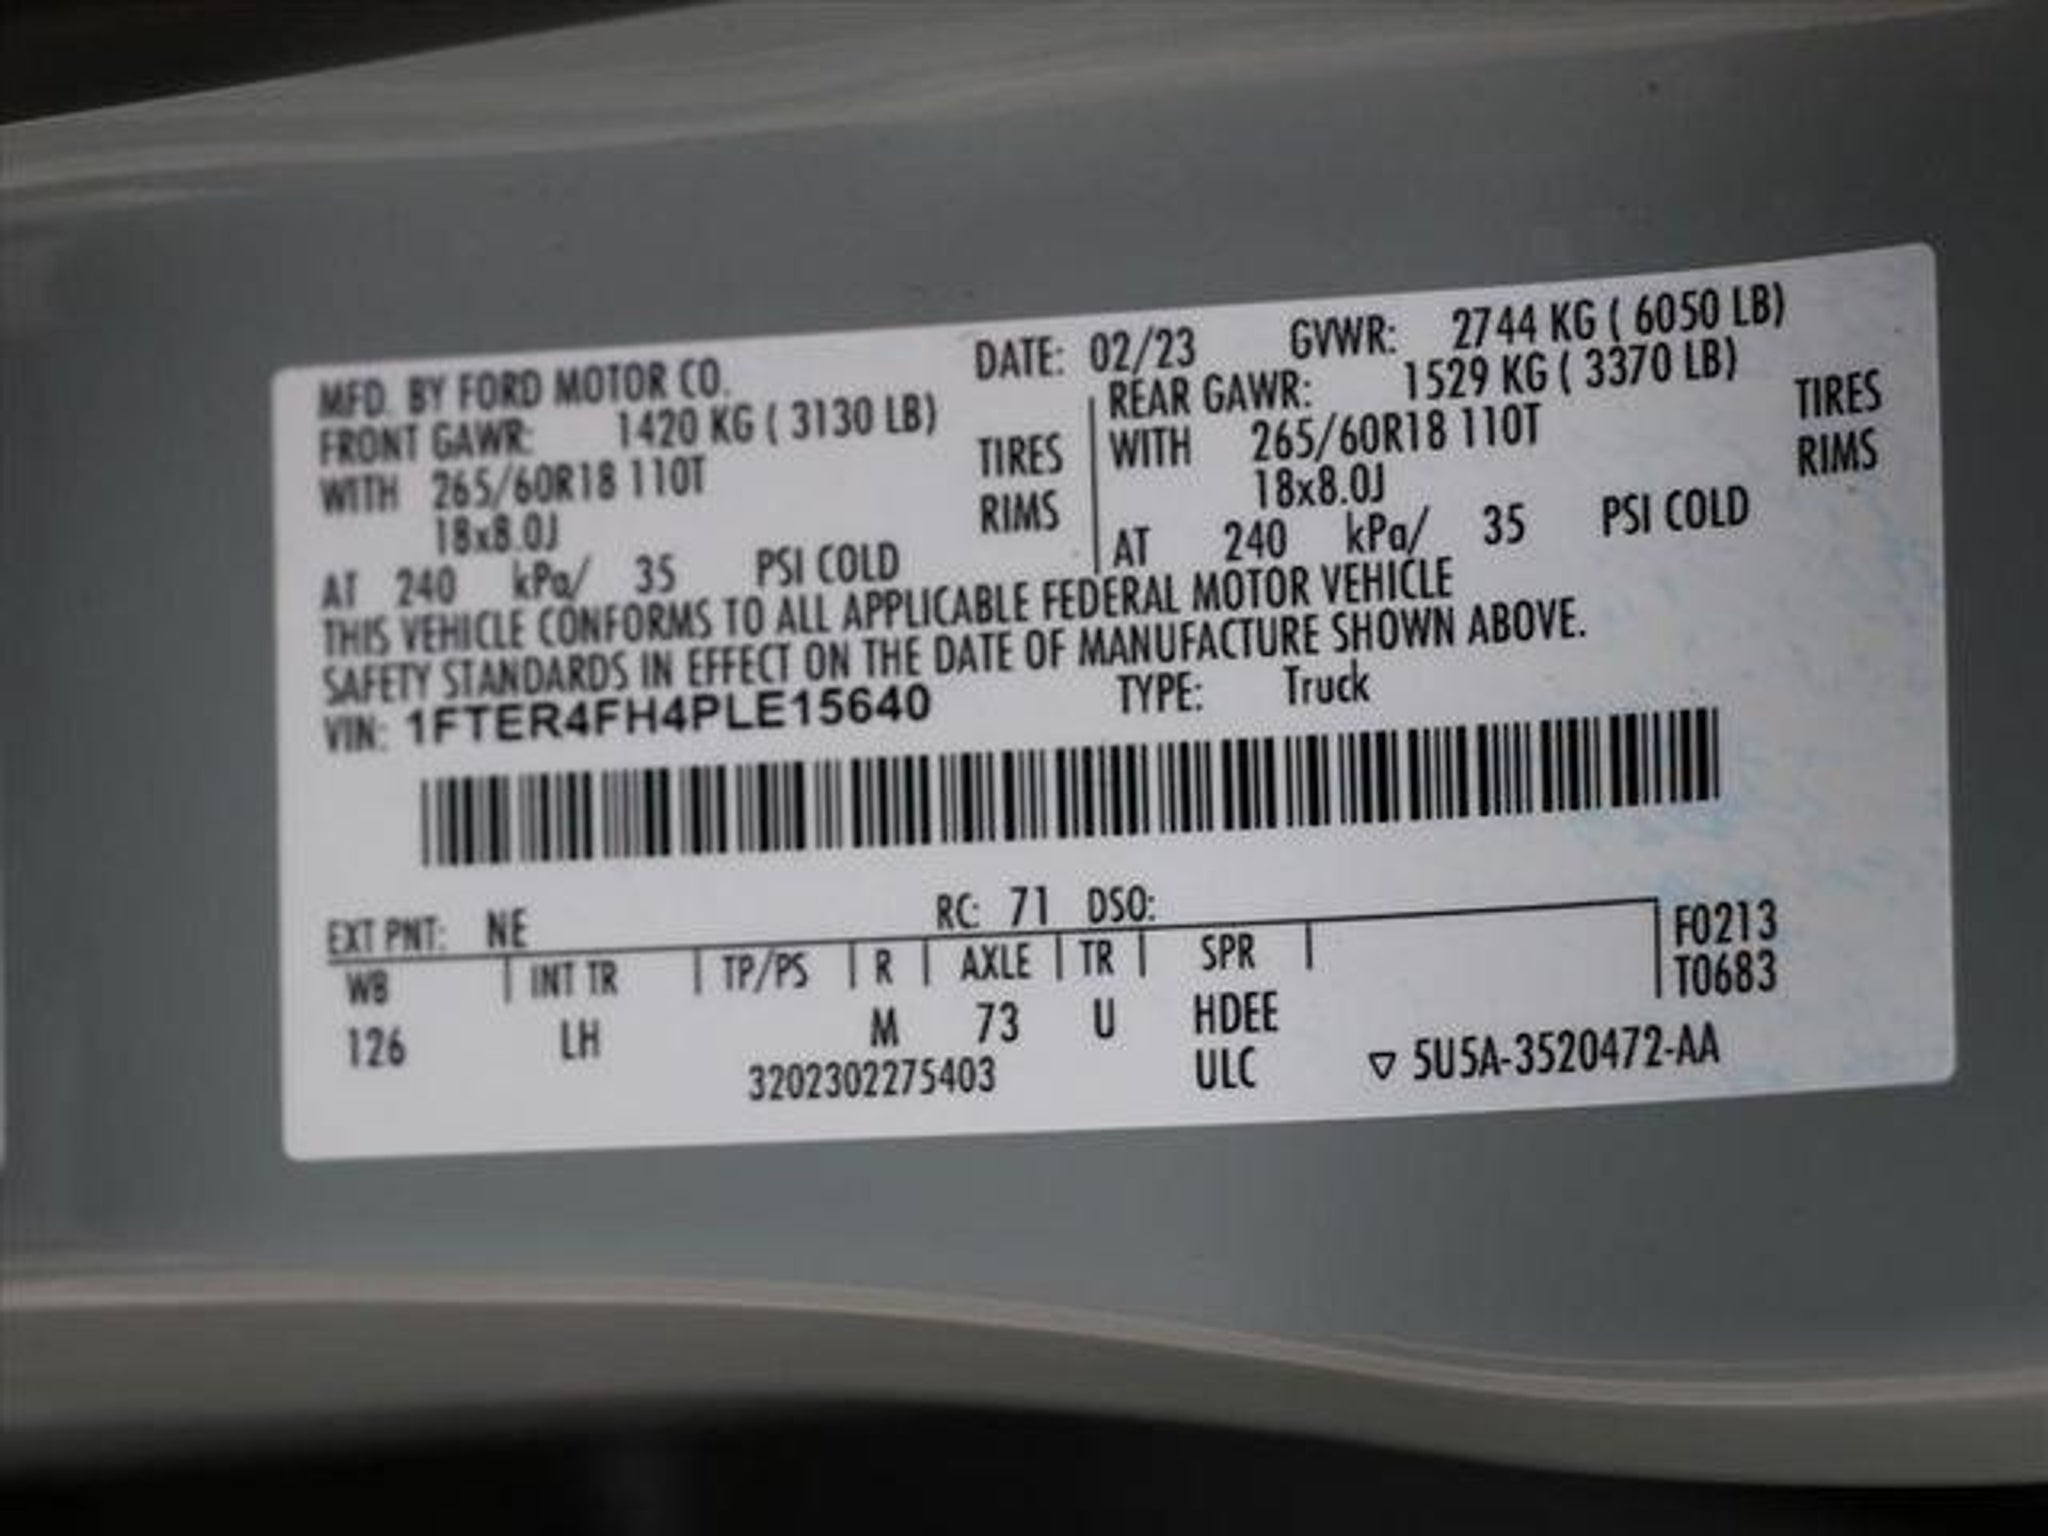 MFD. BY FORD MOTOR CO. DATE: 02/23 GVWR: 2744 KG ( 6050 LB)
FRONT GAWR: 1420 KG ( 3130 LB) REAR GAWR: 1529 KG ( 3370 LB)
WITH 265/60R18 110T TIRES WITH 265/60R18 110T TIRES
18x8.0J RIMS 18x8.0J RIMS
AT 240 kPa/ 35 PSI COLD AT 240 kPa/ 35 PSI COLD
THIS VEHICLE CONFORMS TO ALL APPLICABLE FEDERAL MOTOR VEHICLE
SAFETY STANDARDS IN EFFECT ON THE DATE OF MANUFACTURE SHOWN ABOVE.
VIN: 1FTER4FH4PLE15640 TYPE: Truck
EXT PNT: NE RC: 71 DSO:
WB INT TR TP/PS R AXLE TR SPR F0213
T0683
126 LH M 73 U HDEE
3202302275403 ULC ▽ 5U5A-3520472-AA